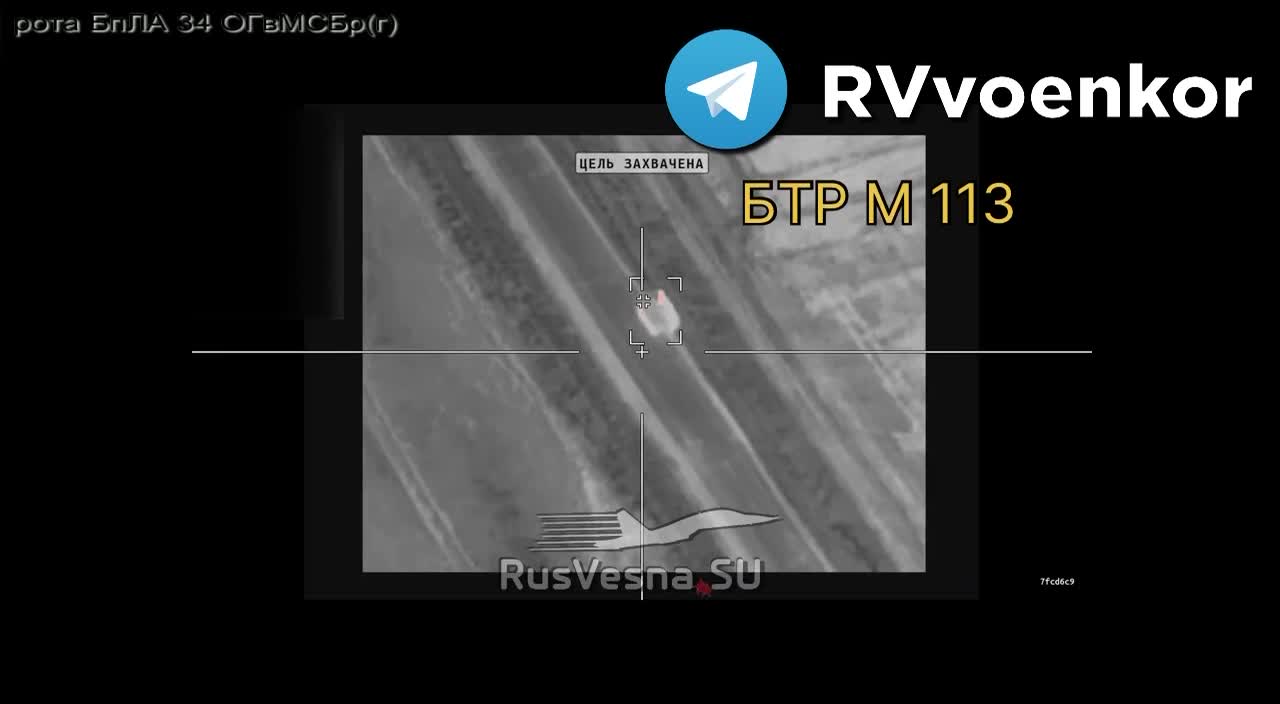 рота БпЛА 34 ОГвМСБр(г)
RVvoenkor
ЦЕЛЬ ЗАХВАЧЕНА
БТР М 113
RusVesna SU
7fcd6c9